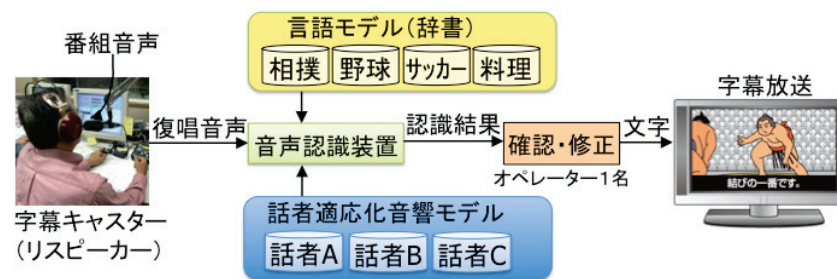 番組音声
言語モデル(辞書)
相撲 野球 サッカー 料理
字幕放送
復唱音声
音声認識装置
認識結果
確認・修正
文字
オペレーター1名
結びの一番です。
字幕キャスター
(リスピーカー)
話者適応化音響モデル
話者A 話者B 話者C